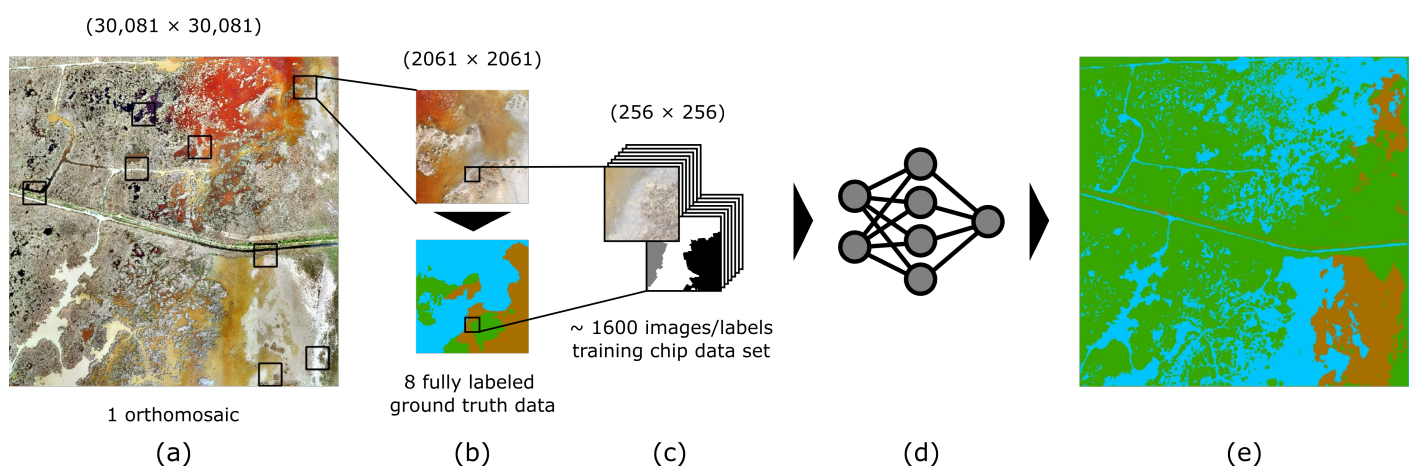 (30,081 × 30,081)
(2061 × 2061)
(256 × 256)
~ 1600 images/labels
training chip data set
8 fully labeled
ground truth data
1 orthomosaic
(a)
(b)
(c)
(d)
(e)